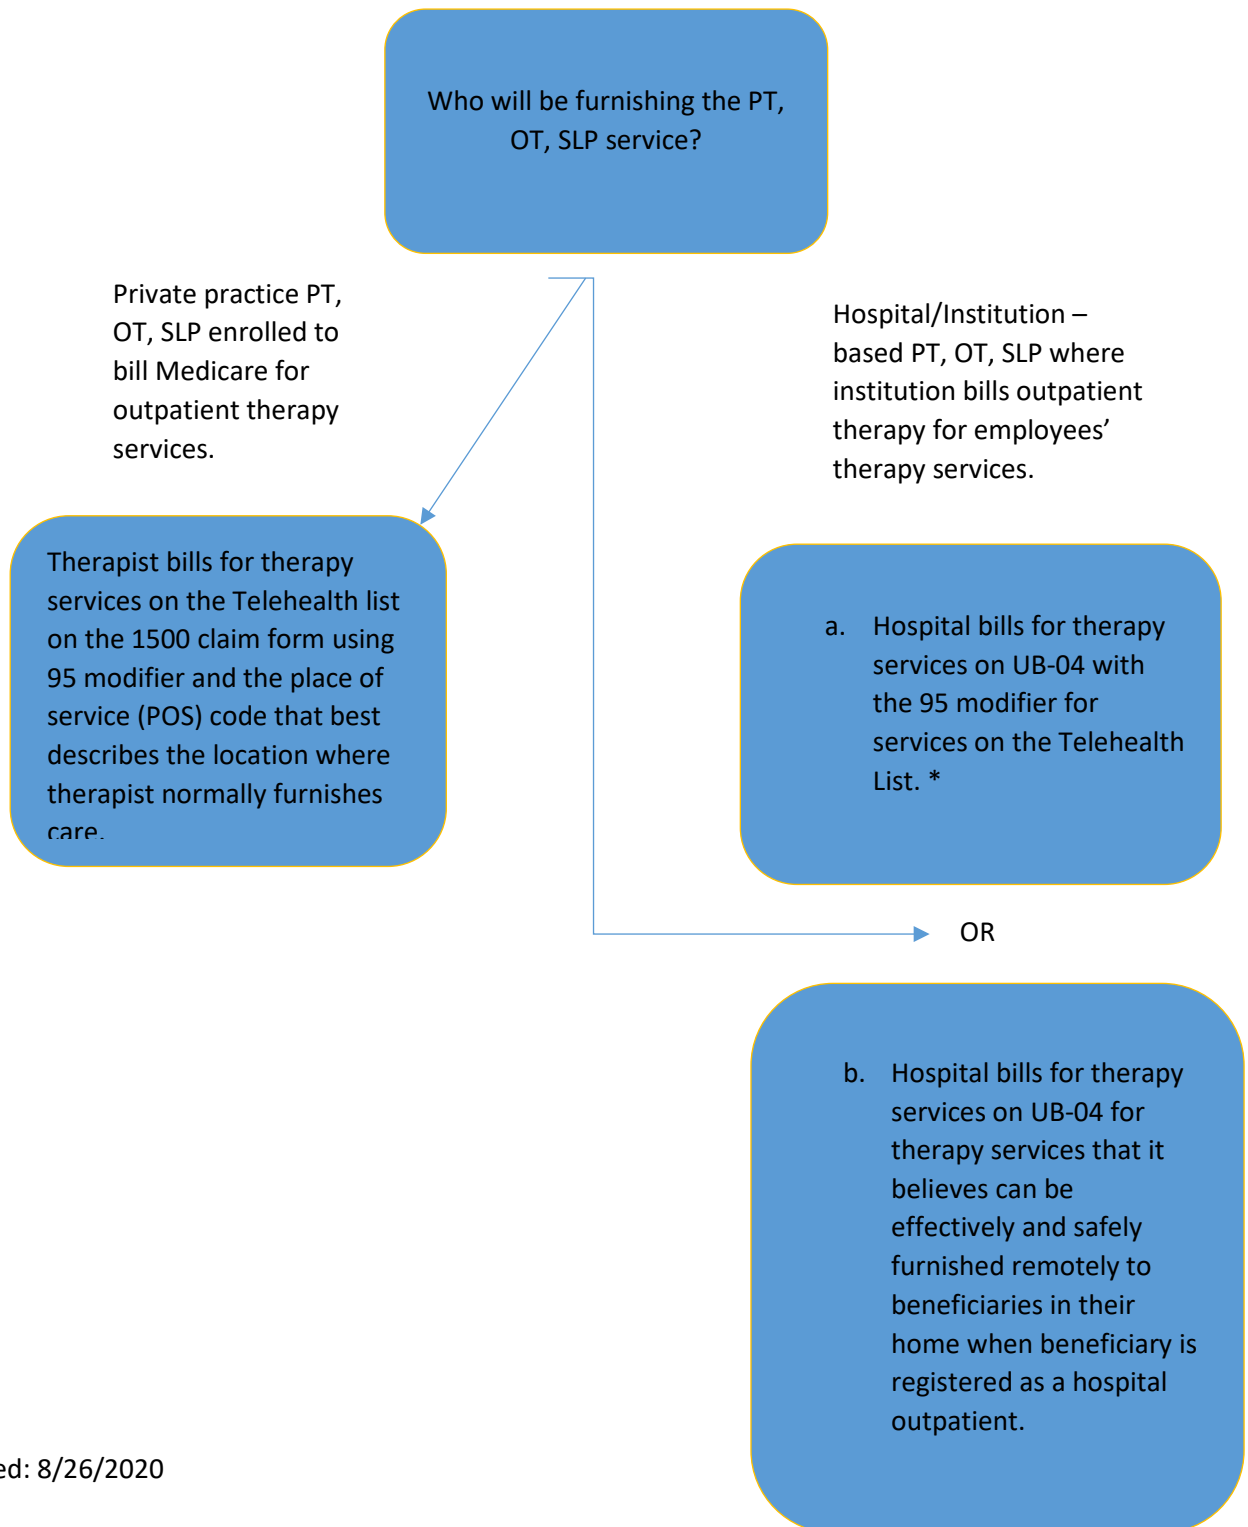 Who will be furnishing the PT,
OT, SLP service?
Private practice PT,
OT, SLP enrolled to
bill Medicare for
outpatient therapy
services.
Hospital/Institution –
based PT, OT, SLP where
institution bills outpatient
therapy for employees’
therapy services.
Therapist bills for therapy
services on the Telehealth list
on the 1500 claim form using
95 modifier and the place of
service (POS) code that best
describes the location where
therapist normally furnishes
care.
a. Hospital bills for therapy
services on UB-04 with
the 95 modifier for
services on the Telehealth
List. *
OR
b. Hospital bills for therapy
services on UB-04 for
therapy services that it
believes can be
effectively and safely
furnished remotely to
beneficiaries in their
home when beneficiary is
registered as a hospital
outpatient.
ed: 8/26/2020